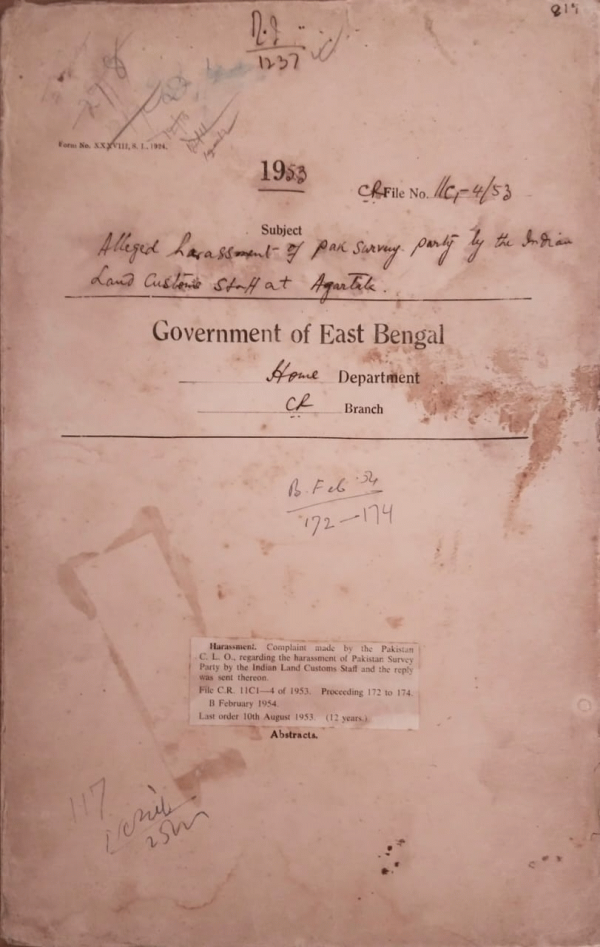 1237
Form No. XXXVIII, S. I., 1924.
1953
CR File No. 11C1-4/53
Subject
Alleged harassment of pak survey party by the Indian
Land Customs Staff at Agartala.
Government of East Bengal
Home Department
CR Branch
B. Feb '54
172-174
Harassment. Complaint made by the Pakistan
C. L. O., regarding the harassment of Pakistan Survey
Party by the Indian Land Customs Staff and the reply
was sent thereon.
File C.R. 11C1—4 of 1953. Proceeding 172 to 174.
B February 1954.
Last order 10th August 1953. (12 years.)
Abstracts.
117